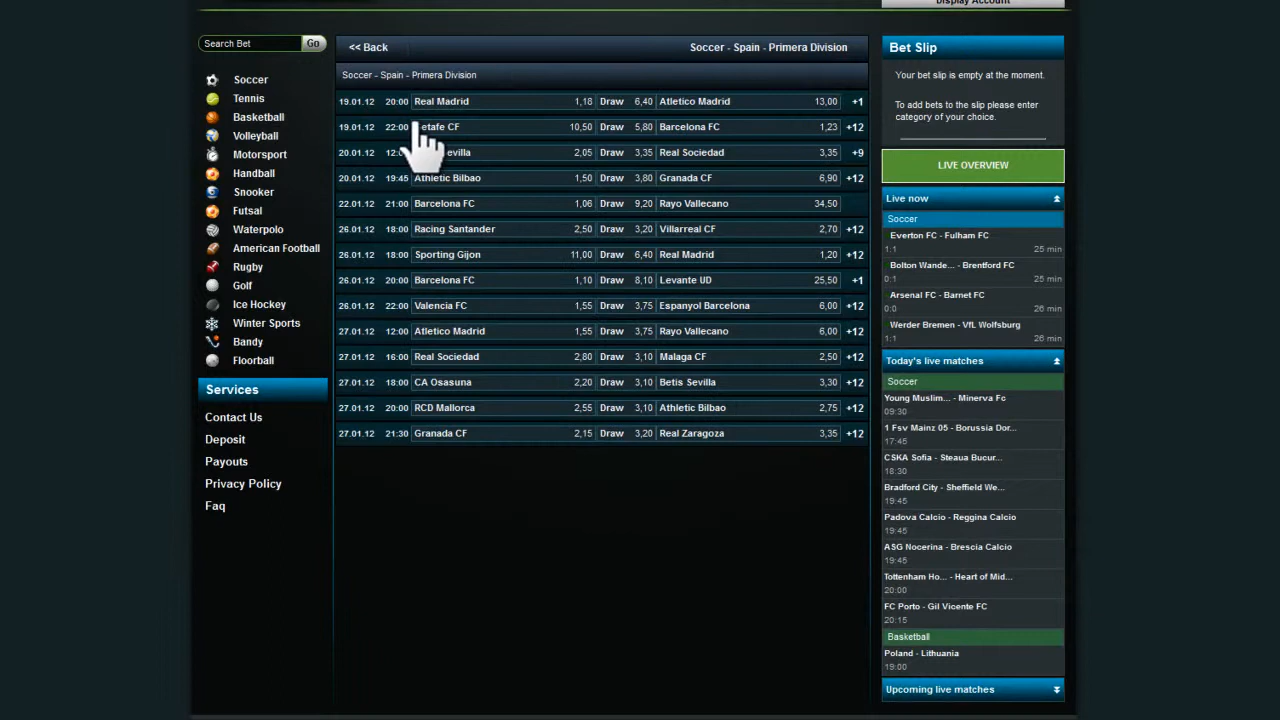 Display Account
Search Bet Go
Soccer
Tennis
Basketball
Volleyball
Motorsport
Handball
Snooker
Futsal
Waterpolo
American Football
Rugby
Golf
Ice Hockey
Winter Sports
Bandy
Floorball
Services
Contact Us
Deposit
Payouts
Privacy Policy
Faq
<< Back Soccer - Spain - Primera Division
Soccer - Spain - Primera Division
19.01.12 20:00 Real Madrid 1,18 Draw 6,40 Atletico Madrid 13,00 +1
19.01.12 22:00 etafe CF 10,50 Draw 5,80 Barcelona FC 1,23 +12
20.01.12 evilla 2,05 Draw 3,35 Real Sociedad 3,35 +9
20.01.12 19:45 Athletic Bilbao 1,50 Draw 3,80 Granada CF 6,90 +12
22.01.12 21:00 Barcelona FC 1,06 Draw 9,20 Rayo Vallecano 34,50
26.01.12 18:00 Racing Santander 2,50 Draw 3,20 Villarreal CF 2,70 +12
26.01.12 18:00 Sporting Gijon 11,00 Draw 6,40 Real Madrid 1,20 +12
26.01.12 20:00 Barcelona FC 1,10 Draw 8,10 Levante UD 25,50 +1
26.01.12 22:00 Valencia FC 1,55 Draw 3,75 Espanyol Barcelona 6,00 +12
27.01.12 12:00 Atletico Madrid 1,55 Draw 3,75 Rayo Vallecano 6,00 +12
27.01.12 16:00 Real Sociedad 2,80 Draw 3,10 Malaga CF 2,50 +12
27.01.12 18:00 CA Osasuna 2,20 Draw 3,10 Betis Sevilla 3,30 +12
27.01.12 20:00 RCD Mallorca 2,55 Draw 3,10 Athletic Bilbao 2,75 +12
27.01.12 21:30 Granada CF 2,15 Draw 3,20 Real Zaragoza 3,35 +12
Bet Slip
Your bet slip is empty at the moment.
To add bets to the slip please enter
category of your choice.
LIVE OVERVIEW
Live now
Soccer
Everton FC - Fulham FC
1:1 25 min
Bolton Wande... - Brentford FC
0:1 25 min
Arsenal FC - Barnet FC
0:0 26 min
Werder Bremen - VfL Wolfsburg
1:1 26 min
Today's live matches
Soccer
Young Muslim... - Minerva Fc
09:30
1 Fsv Mainz 05 - Borussia Dor...
17:45
CSKA Sofia - Steaua Bucur...
18:30
Bradford City - Sheffield We...
19:45
Padova Calcio - Reggina Calcio
19:45
ASG Nocerina - Brescia Calcio
19:45
Tottenham Ho... - Heart of Mid...
20:00
FC Porto - Gil Vicente FC
20:15
Basketball
Poland - Lithuania
19:00
Upcoming live matches